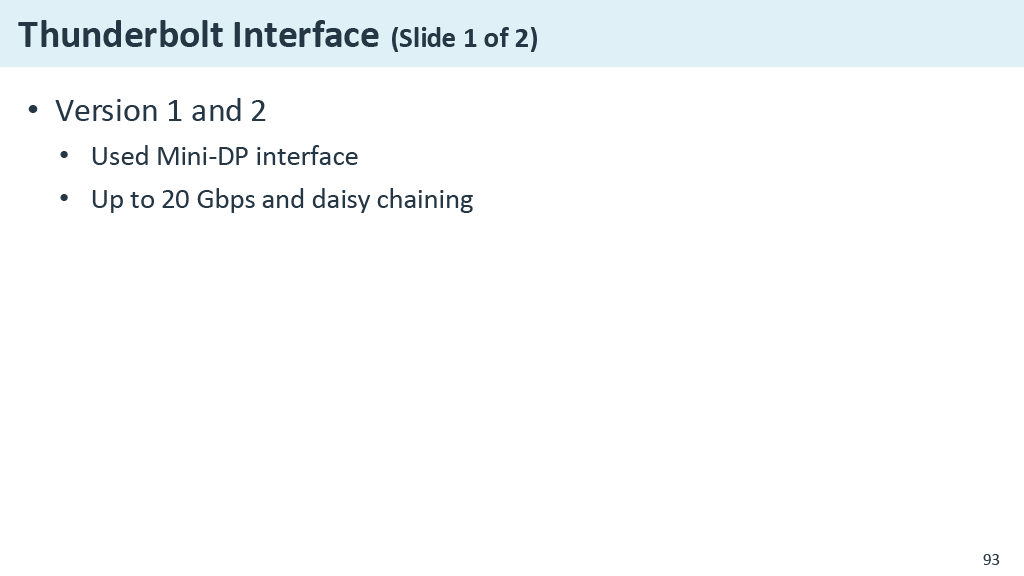 Thunderbolt Interface (Slide 1 of 2)
• Version 1 and 2
• Used Mini-DP interface
• Up to 20 Gbps and daisy chaining
93